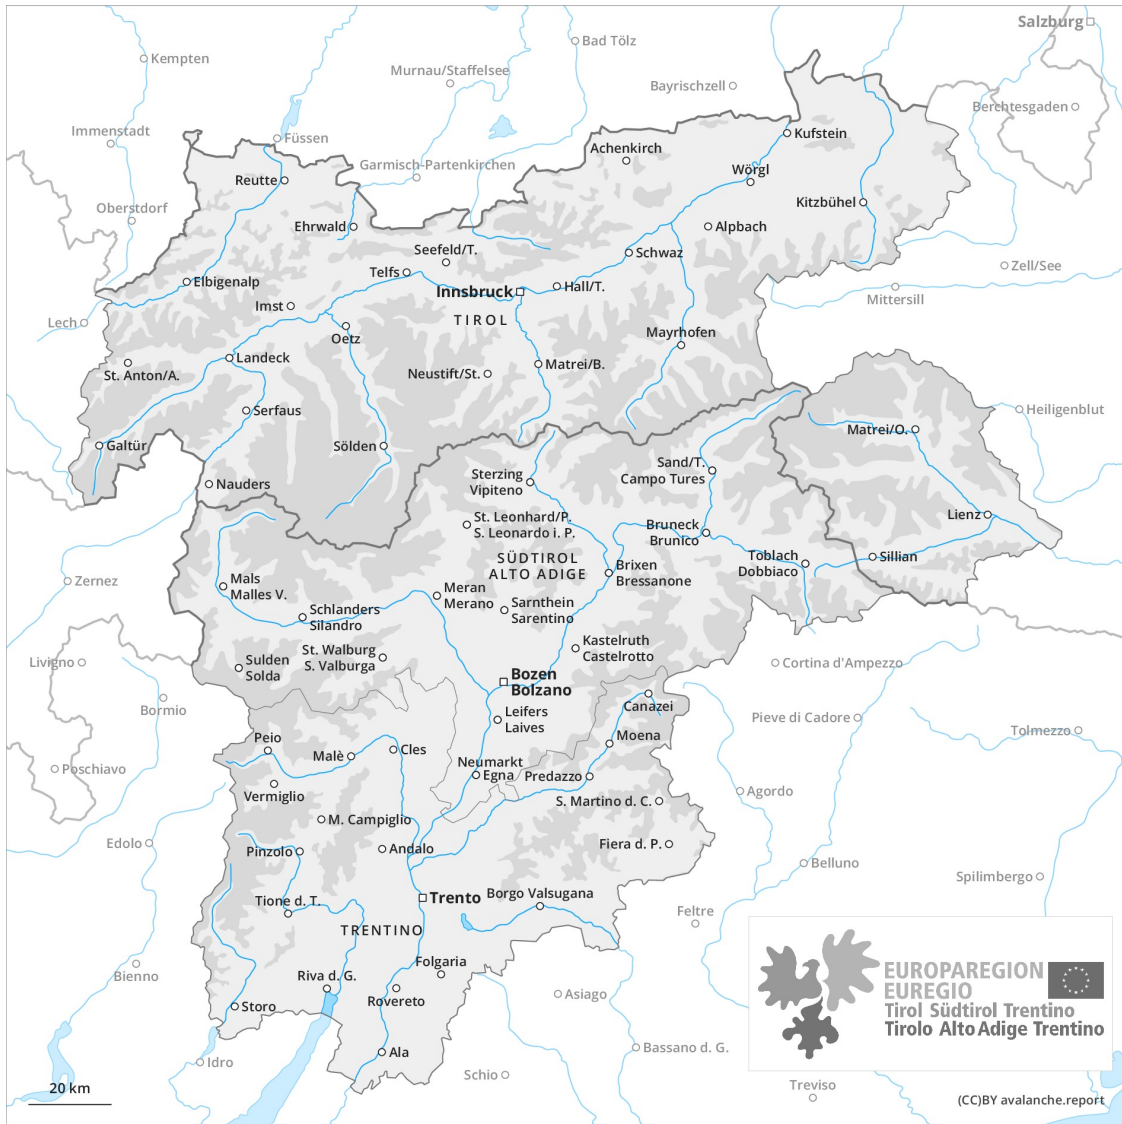 Salzburg
Bad Tölz
Kempten
Murnau/Staffelsee
Bayrischzell
Berchtesgaden
Immenstadt
Füssen
Kufstein
Achenkirch
Garmisch-Partenkirchen
Wörgl
Reutte
Oberstdorf
Kitzbühel
Ehrwald
Alpbach
Seefeld/T.
Schwaz
Telfs
Zell/See
Elbigenalp
Hall/T.
Innsbruck
Mittersill
Imst
Lech
TIROL
Oetz
Mayrhofen
Landeck
Matrei/B.
St. Anton/A.
Neustift/St.
Serfaus
Heiligenblut
Matrei/O.
Galtür
Sölden
Sand/T.
Campo Tures
Sterzing
Vipiteno
Nauders
Lienz
St. Leonhard/P.
S. Leonardo i. P.
Bruneck
Brunico
SÜDTIROL
ALTO ADIGE
Toblach
Dobbiaco
Sillian
Brixen
Bressanone
Zernez
Mals
Malles V.
Meran
Merano
Sarnthein
Sarentino
Schlanders
Silandro
Kastelruth
Castelrotto
St. Walburg
S. Valburga
Livigno
Sulden
Solda
Cortina d'Ampezzo
Bozen
Bolzano
Bormio
Canazei
Leifers
Laives
Pieve di Cadore
Tolmezzo
Moena
Peio
Malè
Cles
Neumarkt
Egna
Predazzo
Poschiavo
Vermiglio
Agordo
S. Martino d. C.
M. Campiglio
Edolo
Fiera d. P.
Pinzolo
Andalo
Belluno
Spilimbergo
Borgo Valsugana
Trento
Tione d. T.
Feltre
TRENTINO
Folgaria
Bienno
Riva d. G.
Rovereto
Asiago
Storo
EUROPAREGION
EUREGIO
Tirol Südtirol Trentino
Tirolo Alto Adige Trentino
Ala
Bassano d. G.
Idro
Schio
Treviso
20 km
(CC)BY avalanche.report